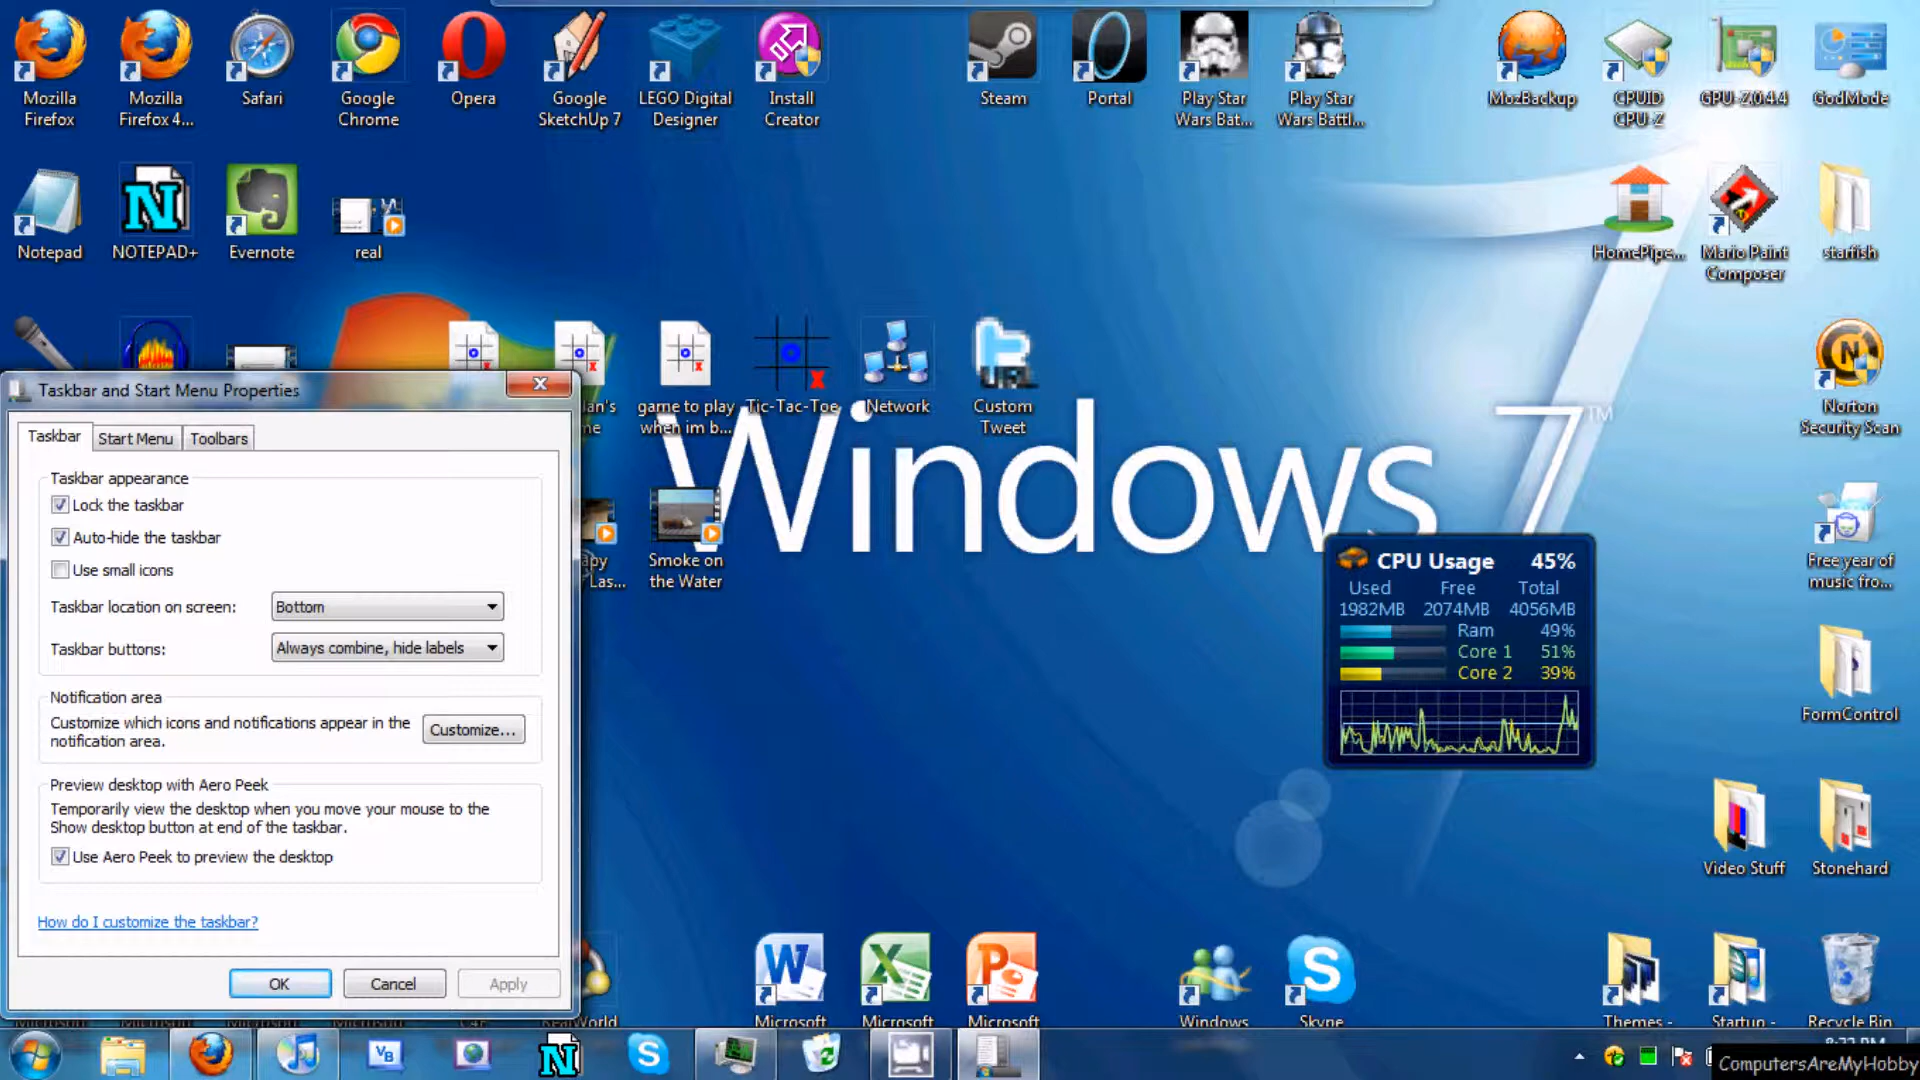 Mozilla
Firefox
Mozilla
Firefox 4...
Safari
Google
Chrome
Opera
Google
SketchUp 7
LEGO Digital
Designer
Install
Creator
Steam
Portal
Play Star
Wars Bat...
Play Star
Wars Battl...
MozBackup
CPUID
CPU-Z
GPU-Z.0.4.4
GodMode
Notepad
NOTEPAD+
Evernote
real
HomePipe...
Mario Paint
Composer
starfish
game to play
when im b...
Tic-Tac-Toe
Network
Custom
Tweet
Norton
Security Scan
Windows 7™
Smoke on
the Water
Las...
Free year of
music fro...
FormControl
Video Stuff
Stonehard
Taskbar and Start Menu Properties
Taskbar
Start Menu
Toolbars
Taskbar appearance
Lock the taskbar
Auto-hide the taskbar
Use small icons
Taskbar location on screen:
Bottom
Taskbar buttons:
Always combine, hide labels
Notification area
Customize which icons and notifications appear in the
notification area.
Customize...
Preview desktop with Aero Peek
Temporarily view the desktop when you move your mouse to the
Show desktop button at end of the taskbar.
Use Aero Peek to preview the desktop
How do I customize the taskbar?
OK
Cancel
Apply
CPU Usage 45%
Used Free Total
1982MB 2074MB 4056MB
Ram 49%
Core 1 51%
Core 2 39%
Microsoft
Microsoft
Microsoft
Windows
Skype
Themes -
Startup -
Recycle Bin
ComputersAreMyHobby